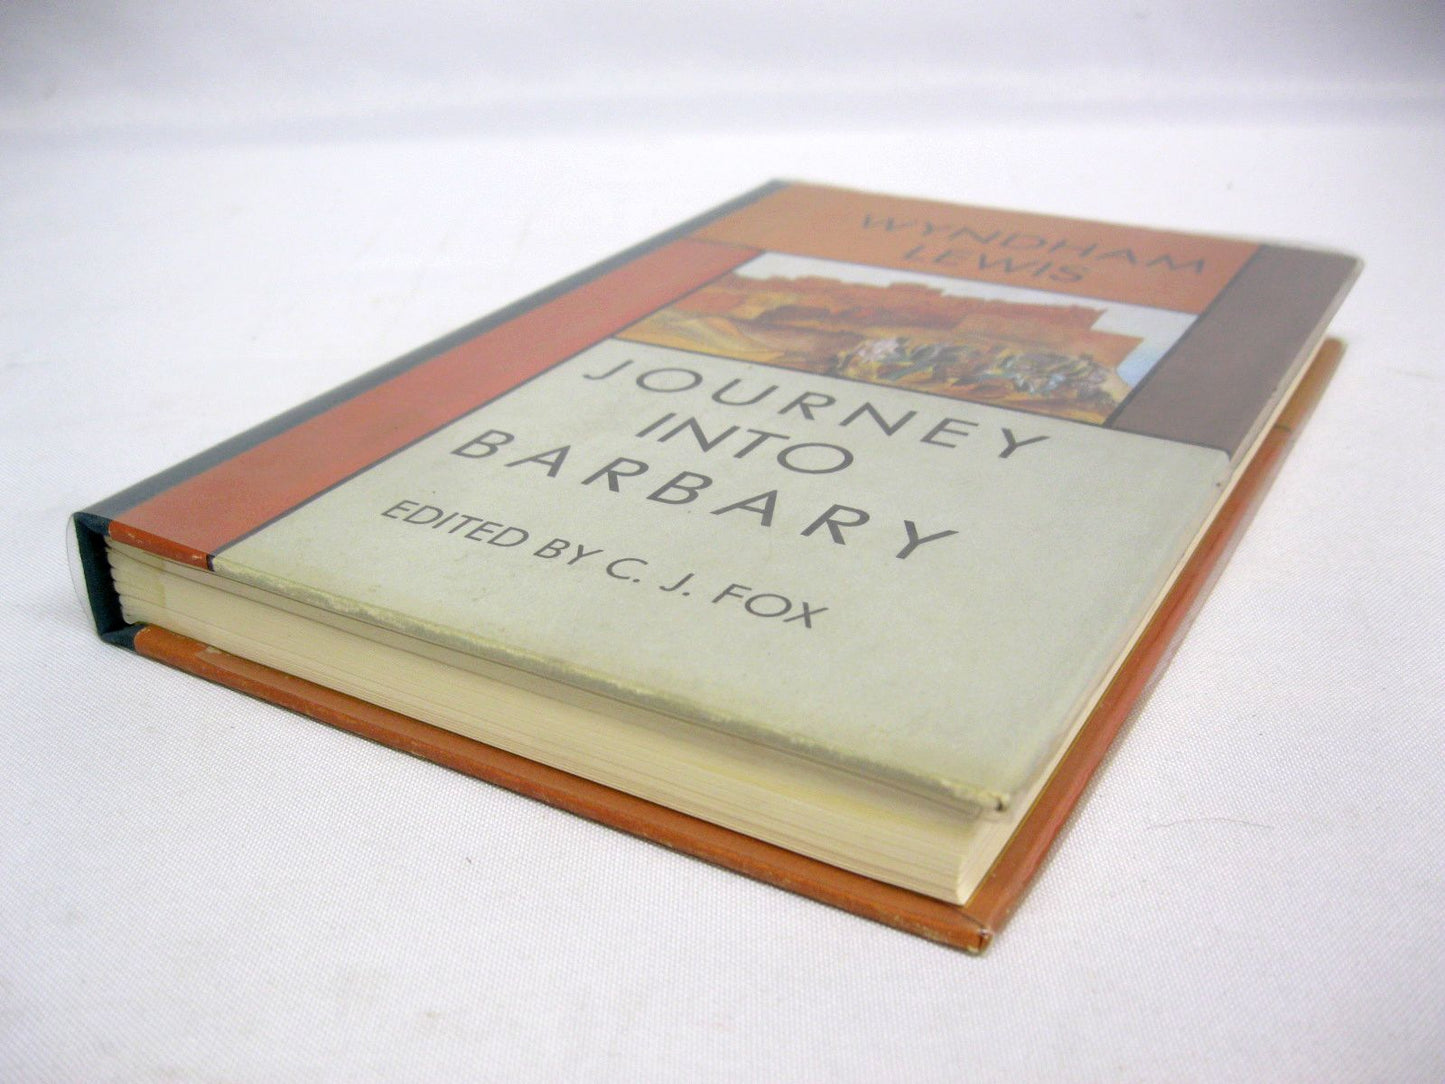 WYNDHAM
LEWIS
JOURNEY
INTO
BARBARY
EDITED BY C. J. FOX